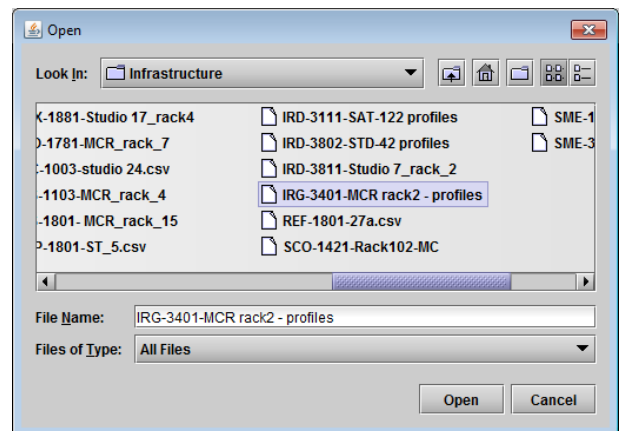 Open
Look In: Infrastructure
-1881-Studio 17_rack4 IRD-3111-SAT-122 profiles SME-1
-1781-MCR_rack_7 IRD-3802-STD-42 profiles SME-3
-1003-studio 24.csv IRD-3811-Studio 7_rack_2
-1103-MCR_rack_4 IRG-3401-MCR rack2 - profiles
-1801- MCR_rack_15 REF-1801-27a.csv
P-1801-ST_5.csv SCO-1421-Rack102-MC
File Name: IRG-3401-MCR rack2 - profiles
Files of Type: All Files
Open Cancel